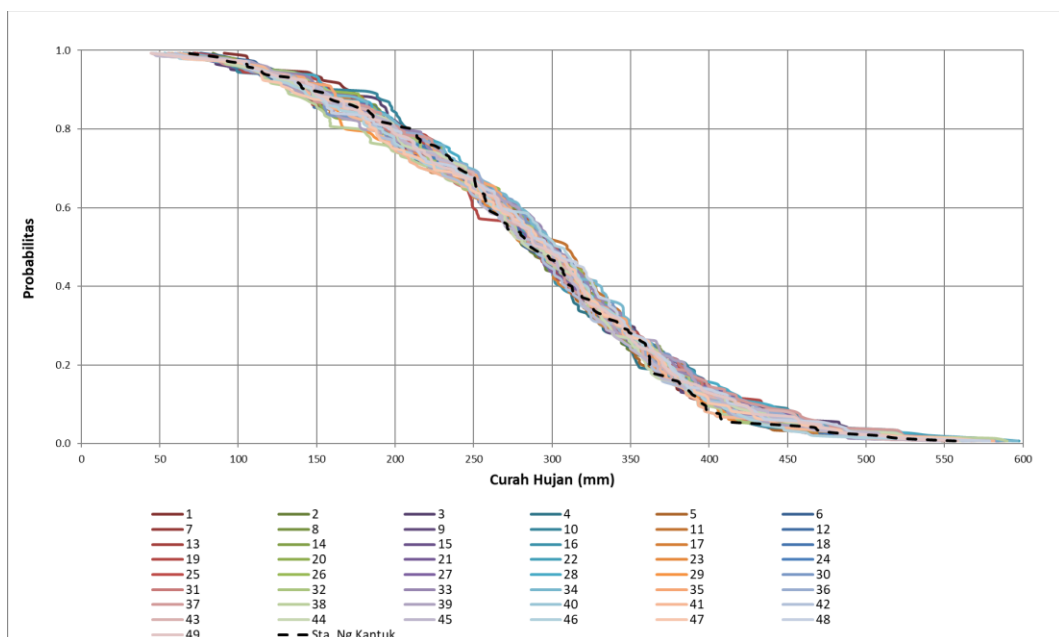 1.0
0.8
0.6
0.4
0.2
0.0
Probabilitas
0 50 100 150 200 250 300 350 400 450 500 550 600
Curah Hujan (mm)
1 2 3 4 5 6
7 8 9 10 11 12
13 14 15 16 17 18
19 20 21 22 23 24
25 26 27 28 29 30
31 32 33 34 35 36
37 38 39 40 41 42
43 44 45 46 47 48
49 Sta. Ng Kantuk